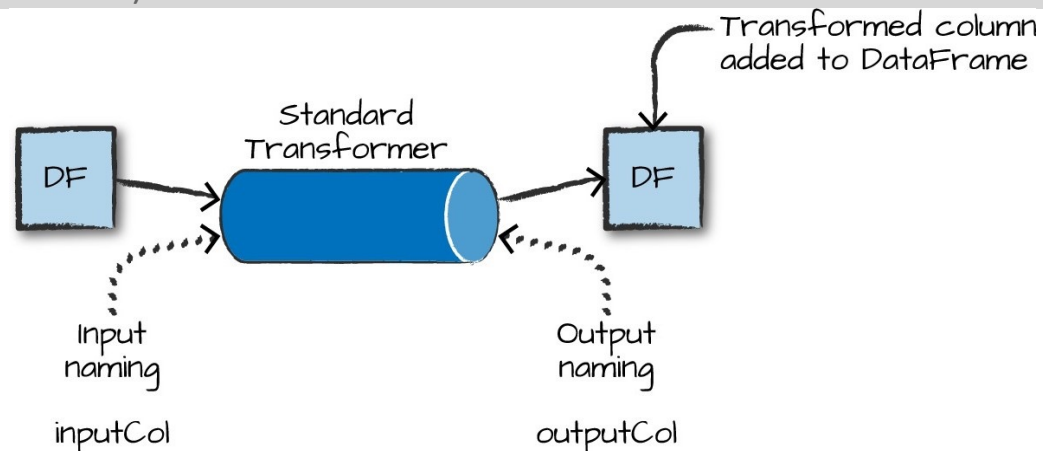 Transformed column
added to DataFrame
Standard
Transformer
DF
DF
Input
naming
Output
naming
inputCol
outputCol